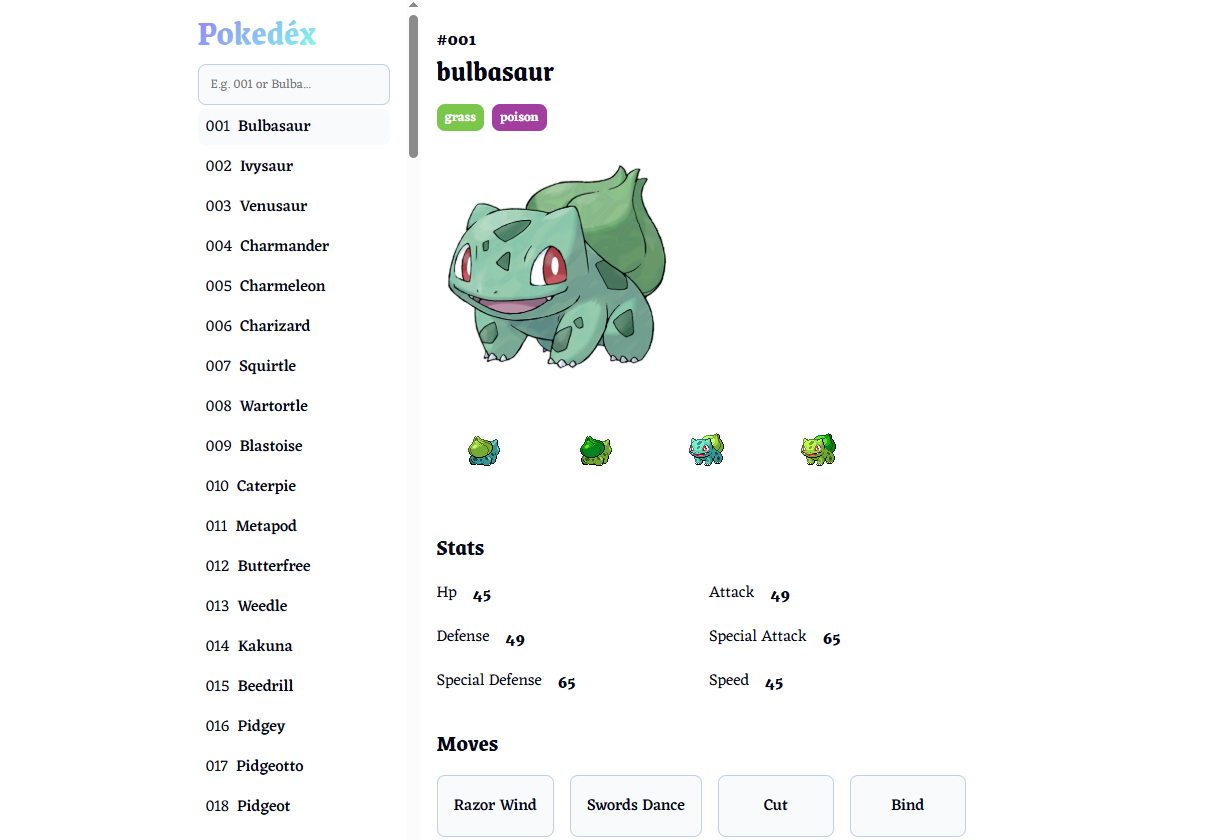 Pokedéx
E.g. 001 or Bulba...
001 Bulbasaur
002 Ivysaur
003 Venusaur
004 Charmander
005 Charmeleon
006 Charizard
007 Squirtle
008 Wartortle
009 Blastoise
010 Caterpie
011 Metapod
012 Butterfree
013 Weedle
014 Kakuna
015 Beedrill
016 Pidgey
017 Pidgeotto
018 Pidgeot
#001
bulbasaur
grass poison
Stats
Hp 45 Attack 49
Defense 49 Special Attack 65
Special Defense 65 Speed 45
Moves
Razor Wind Swords Dance Cut Bind